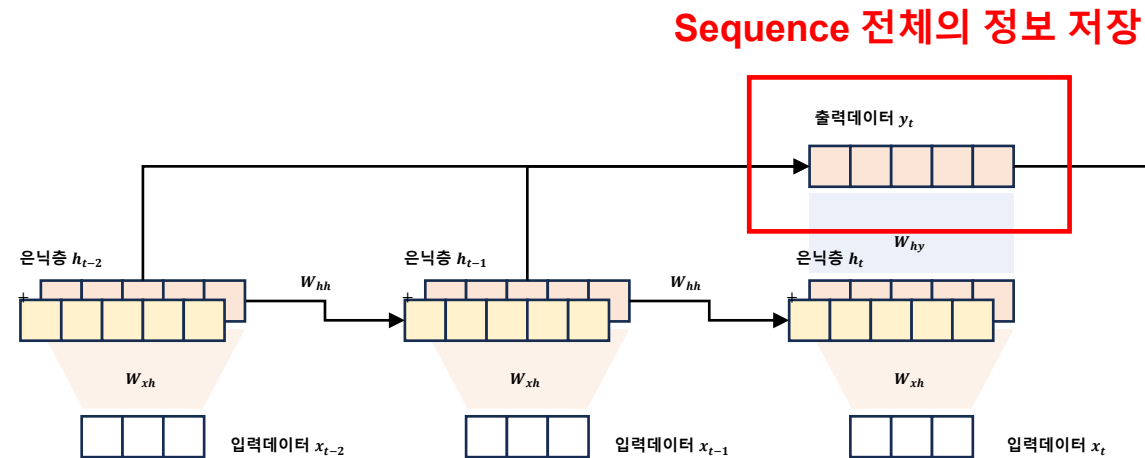 Sequence 전체의 정보 저장
출력데이터 y_t
W_hy
은닉층 h_{t-2}
은닉층 h_{t-1}
은닉층 h_t
W_hh
W_hh
+
+
+
W_xh
W_xh
W_xh
입력데이터 x_{t-2}
입력데이터 x_{t-1}
입력데이터 x_t